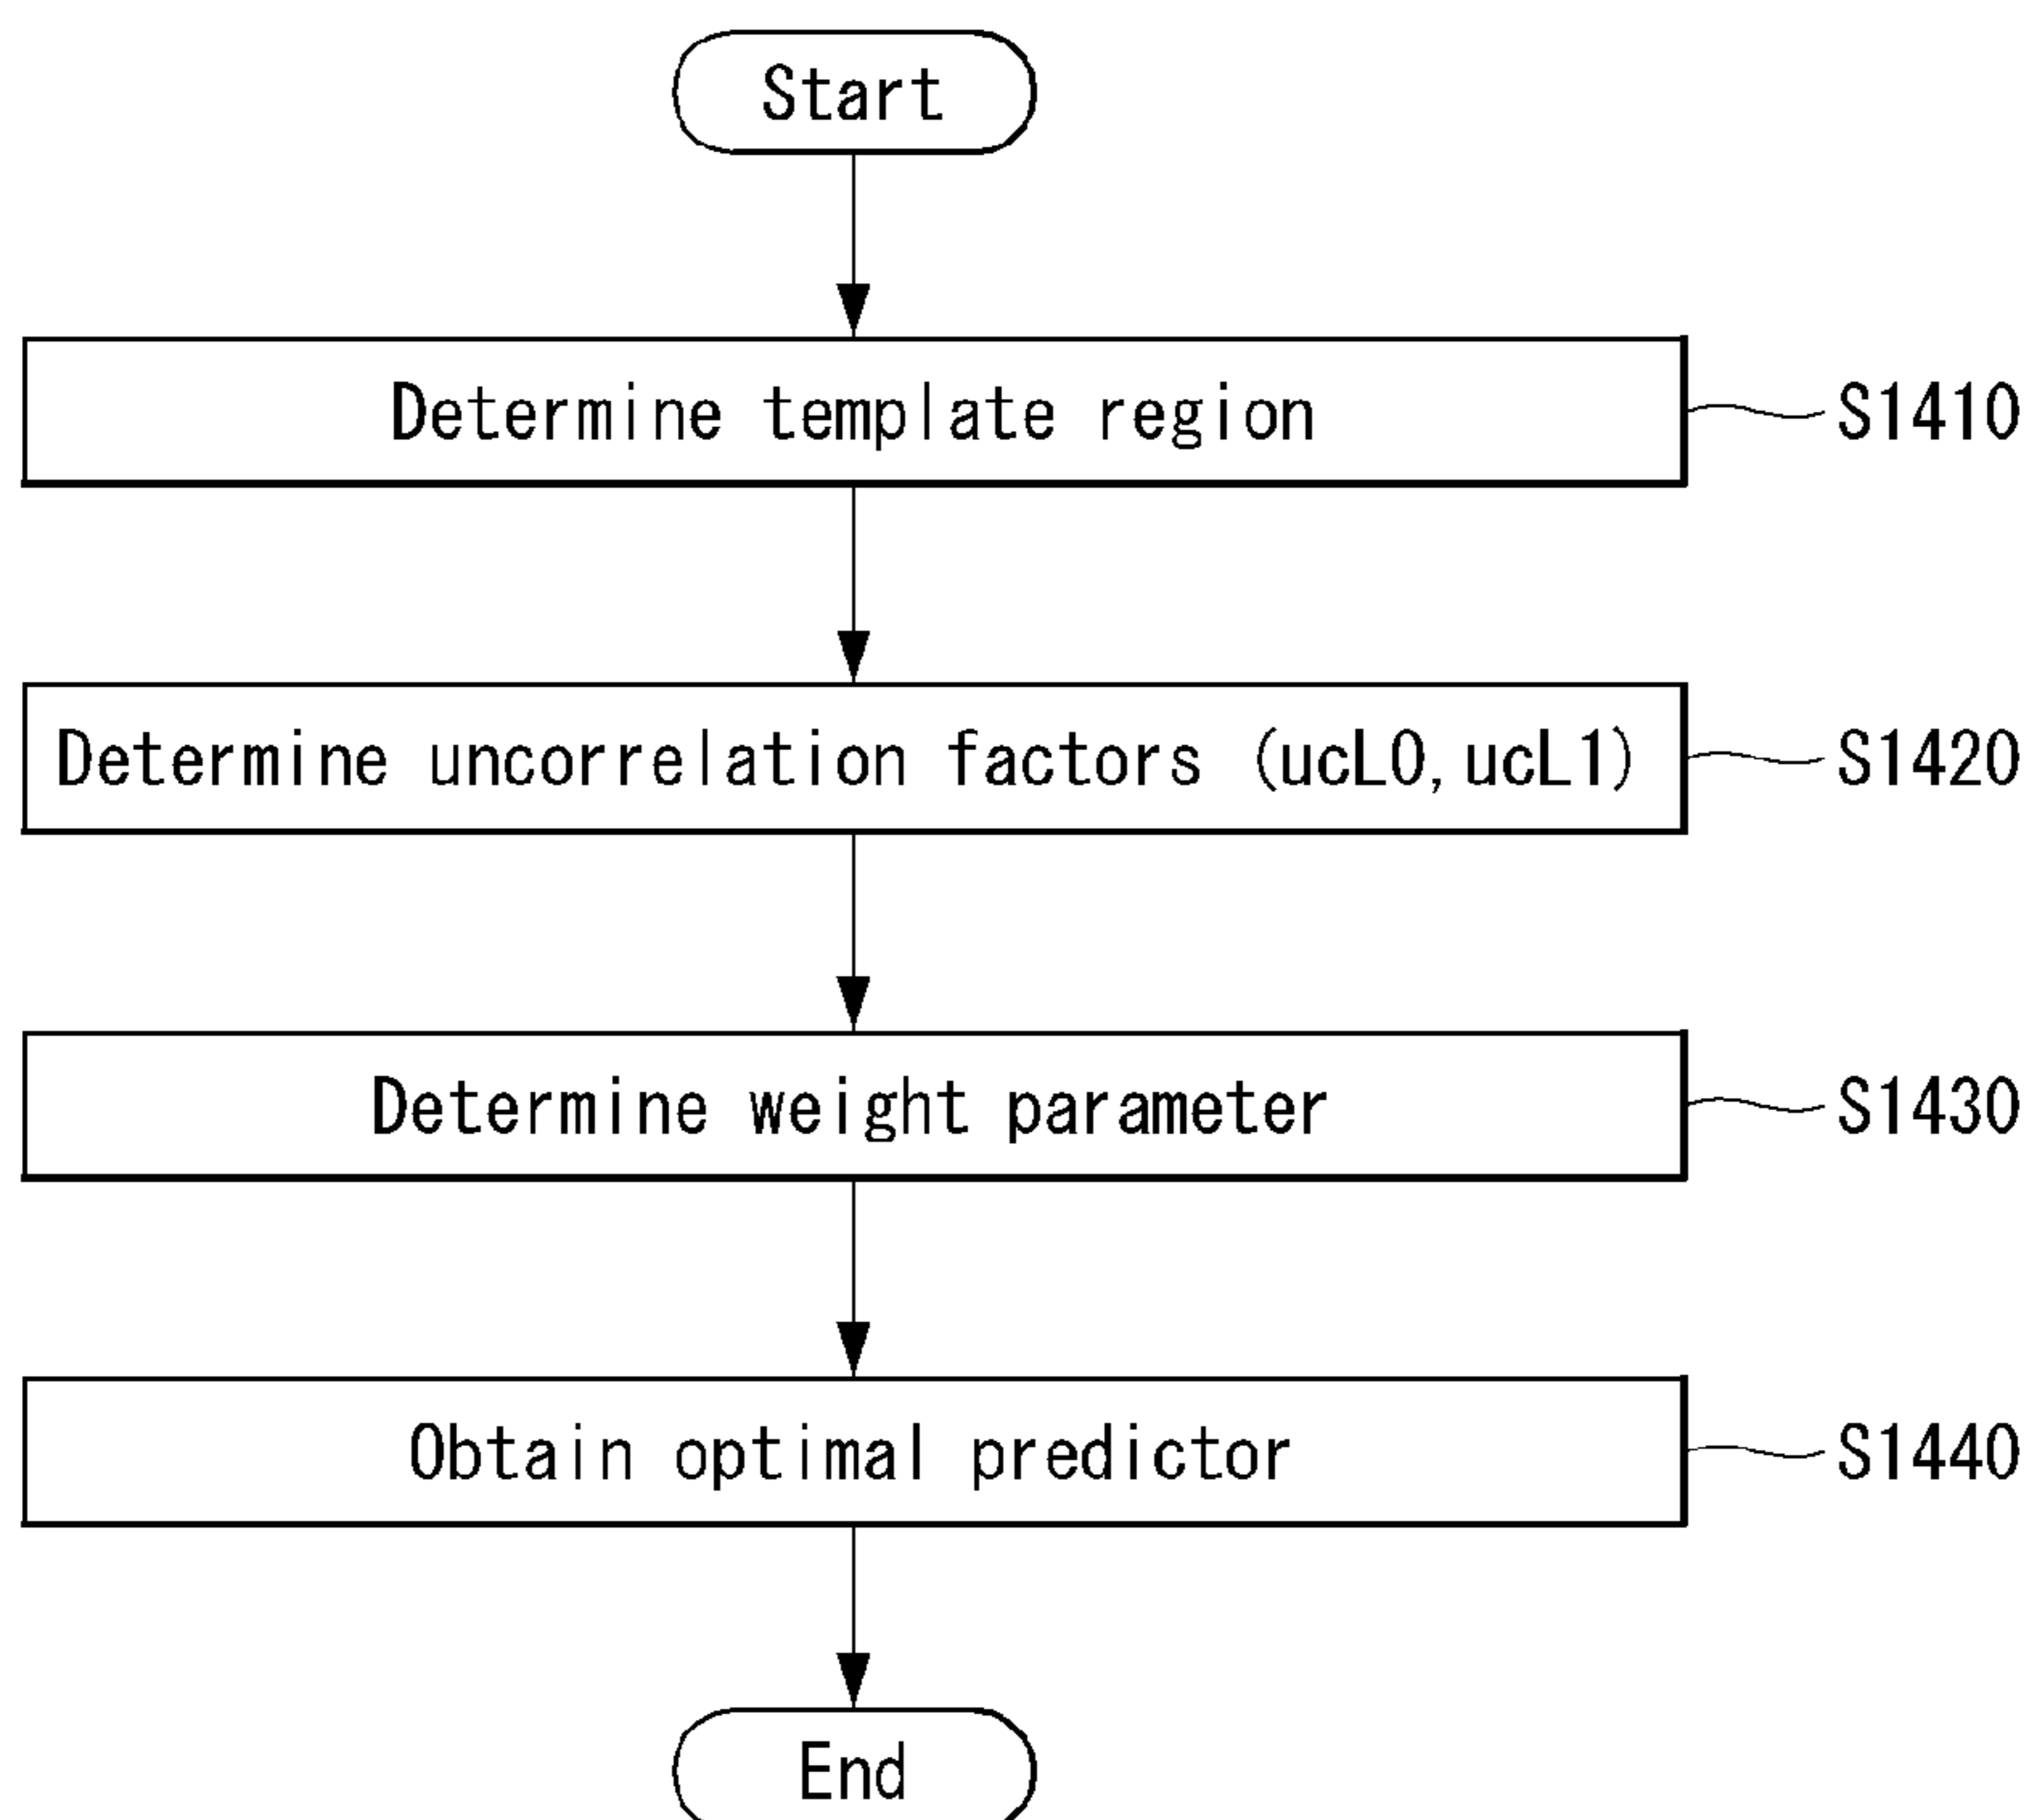 Start
Determine template region
S1410
Determine uncorrelation factors (ucL0, ucL1)
S1420
Determine weight parameter
S1430
Obtain optimal predictor
S1440
End